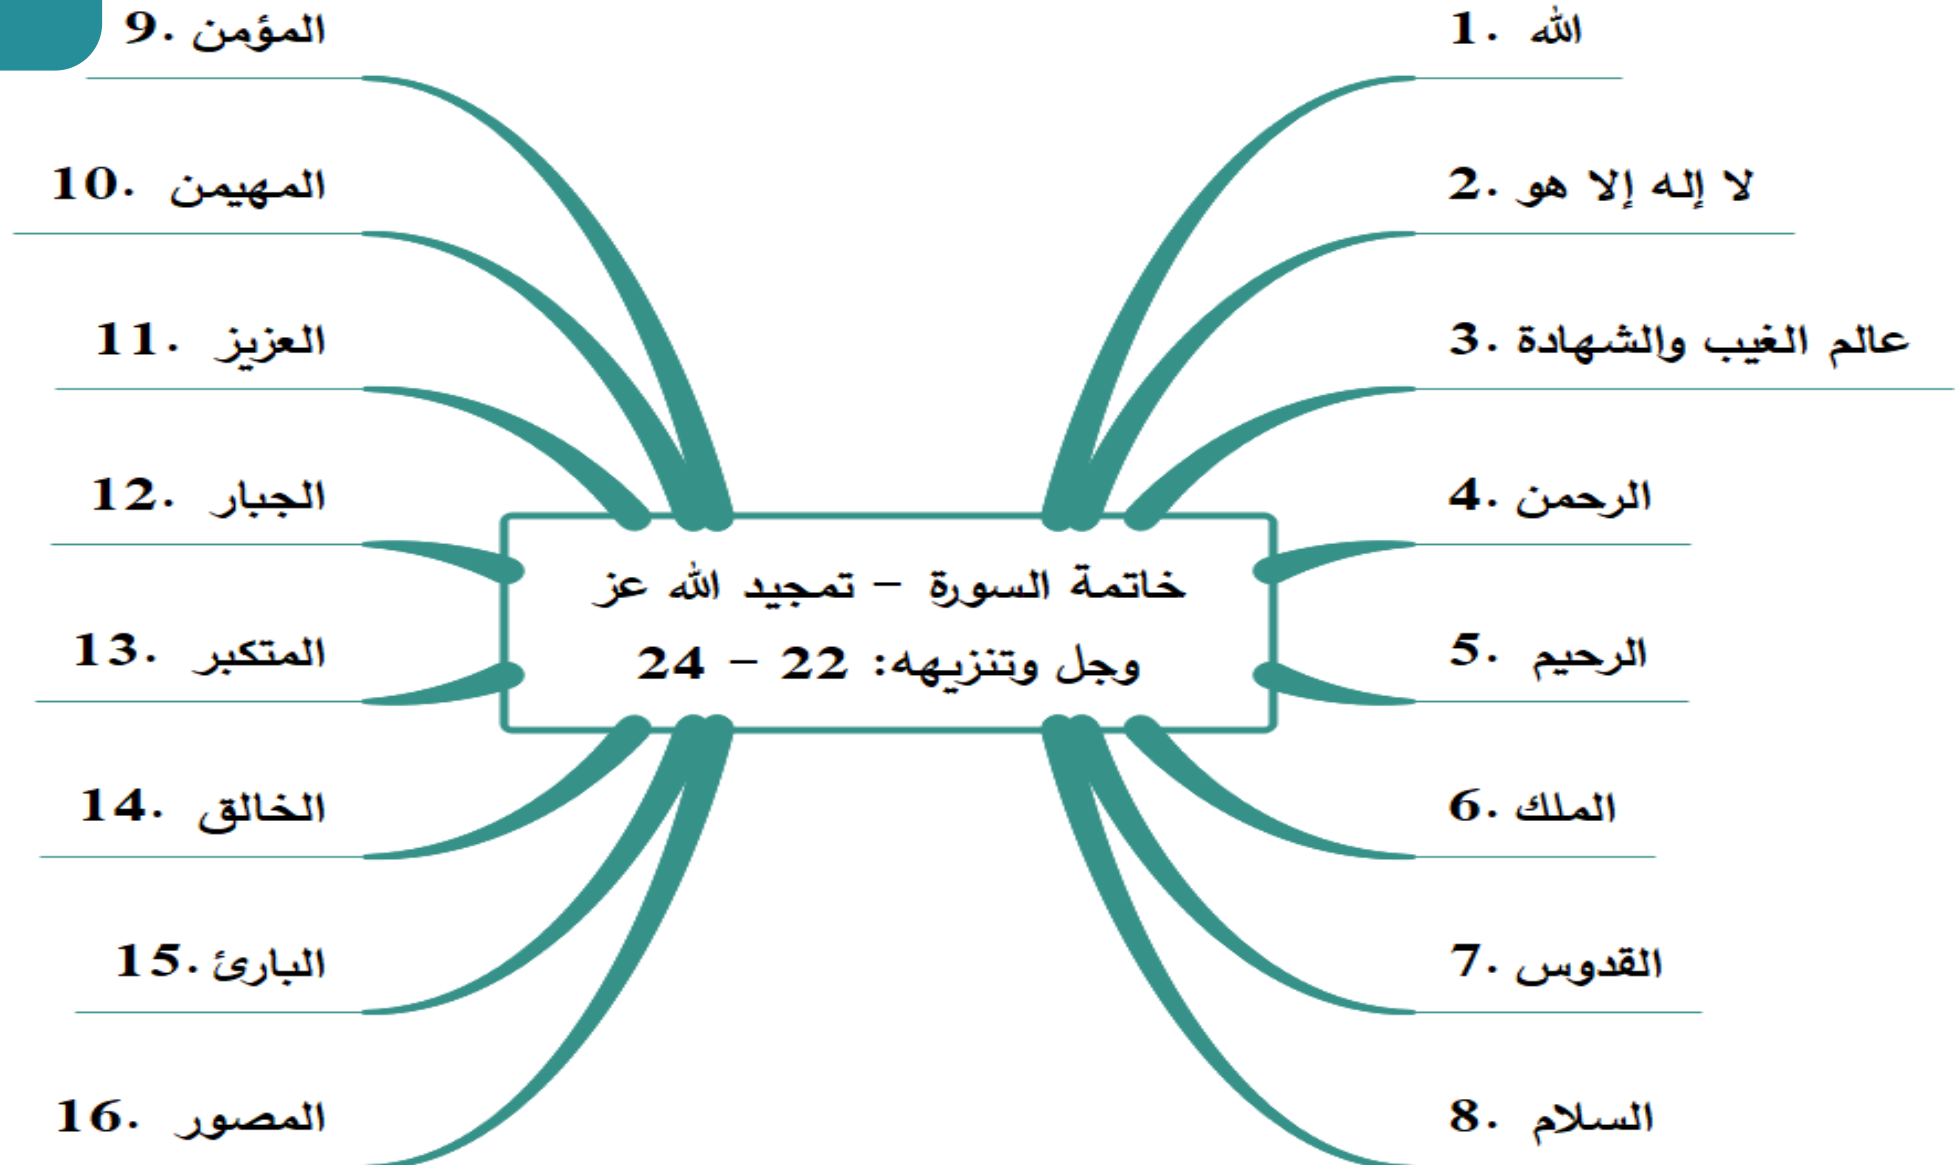 1. الله
2. لا إله إلا هو
3. عالم الغيب والشهادة
4. الرحمن
5. الرحيم
6. الملك
7. القدوس
8. السلام
خاتمة السورة – تمجيد الله عز
وجل وتنزيهه: 22 – 24
9. المؤمن
10. المهيمن
11. العزيز
12. الجبار
13. المتكبر
14. الخالق
15. البارئ
16. المصور